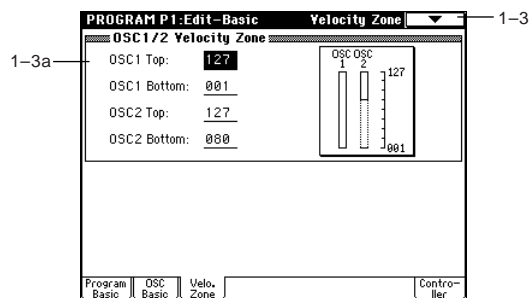 PROGRAM P1:Edit-Basic Velocity Zone 1–3
OSC1/2 Velocity Zone
1–3a
OSC1 Top: 127
OSC1 Bottom: 001
OSC2 Top: 127
OSC2 Bottom: 080
OSC OSC
1 2
127
001
Program Basic
OSC Basic
Velo. Zone
Contro- ller